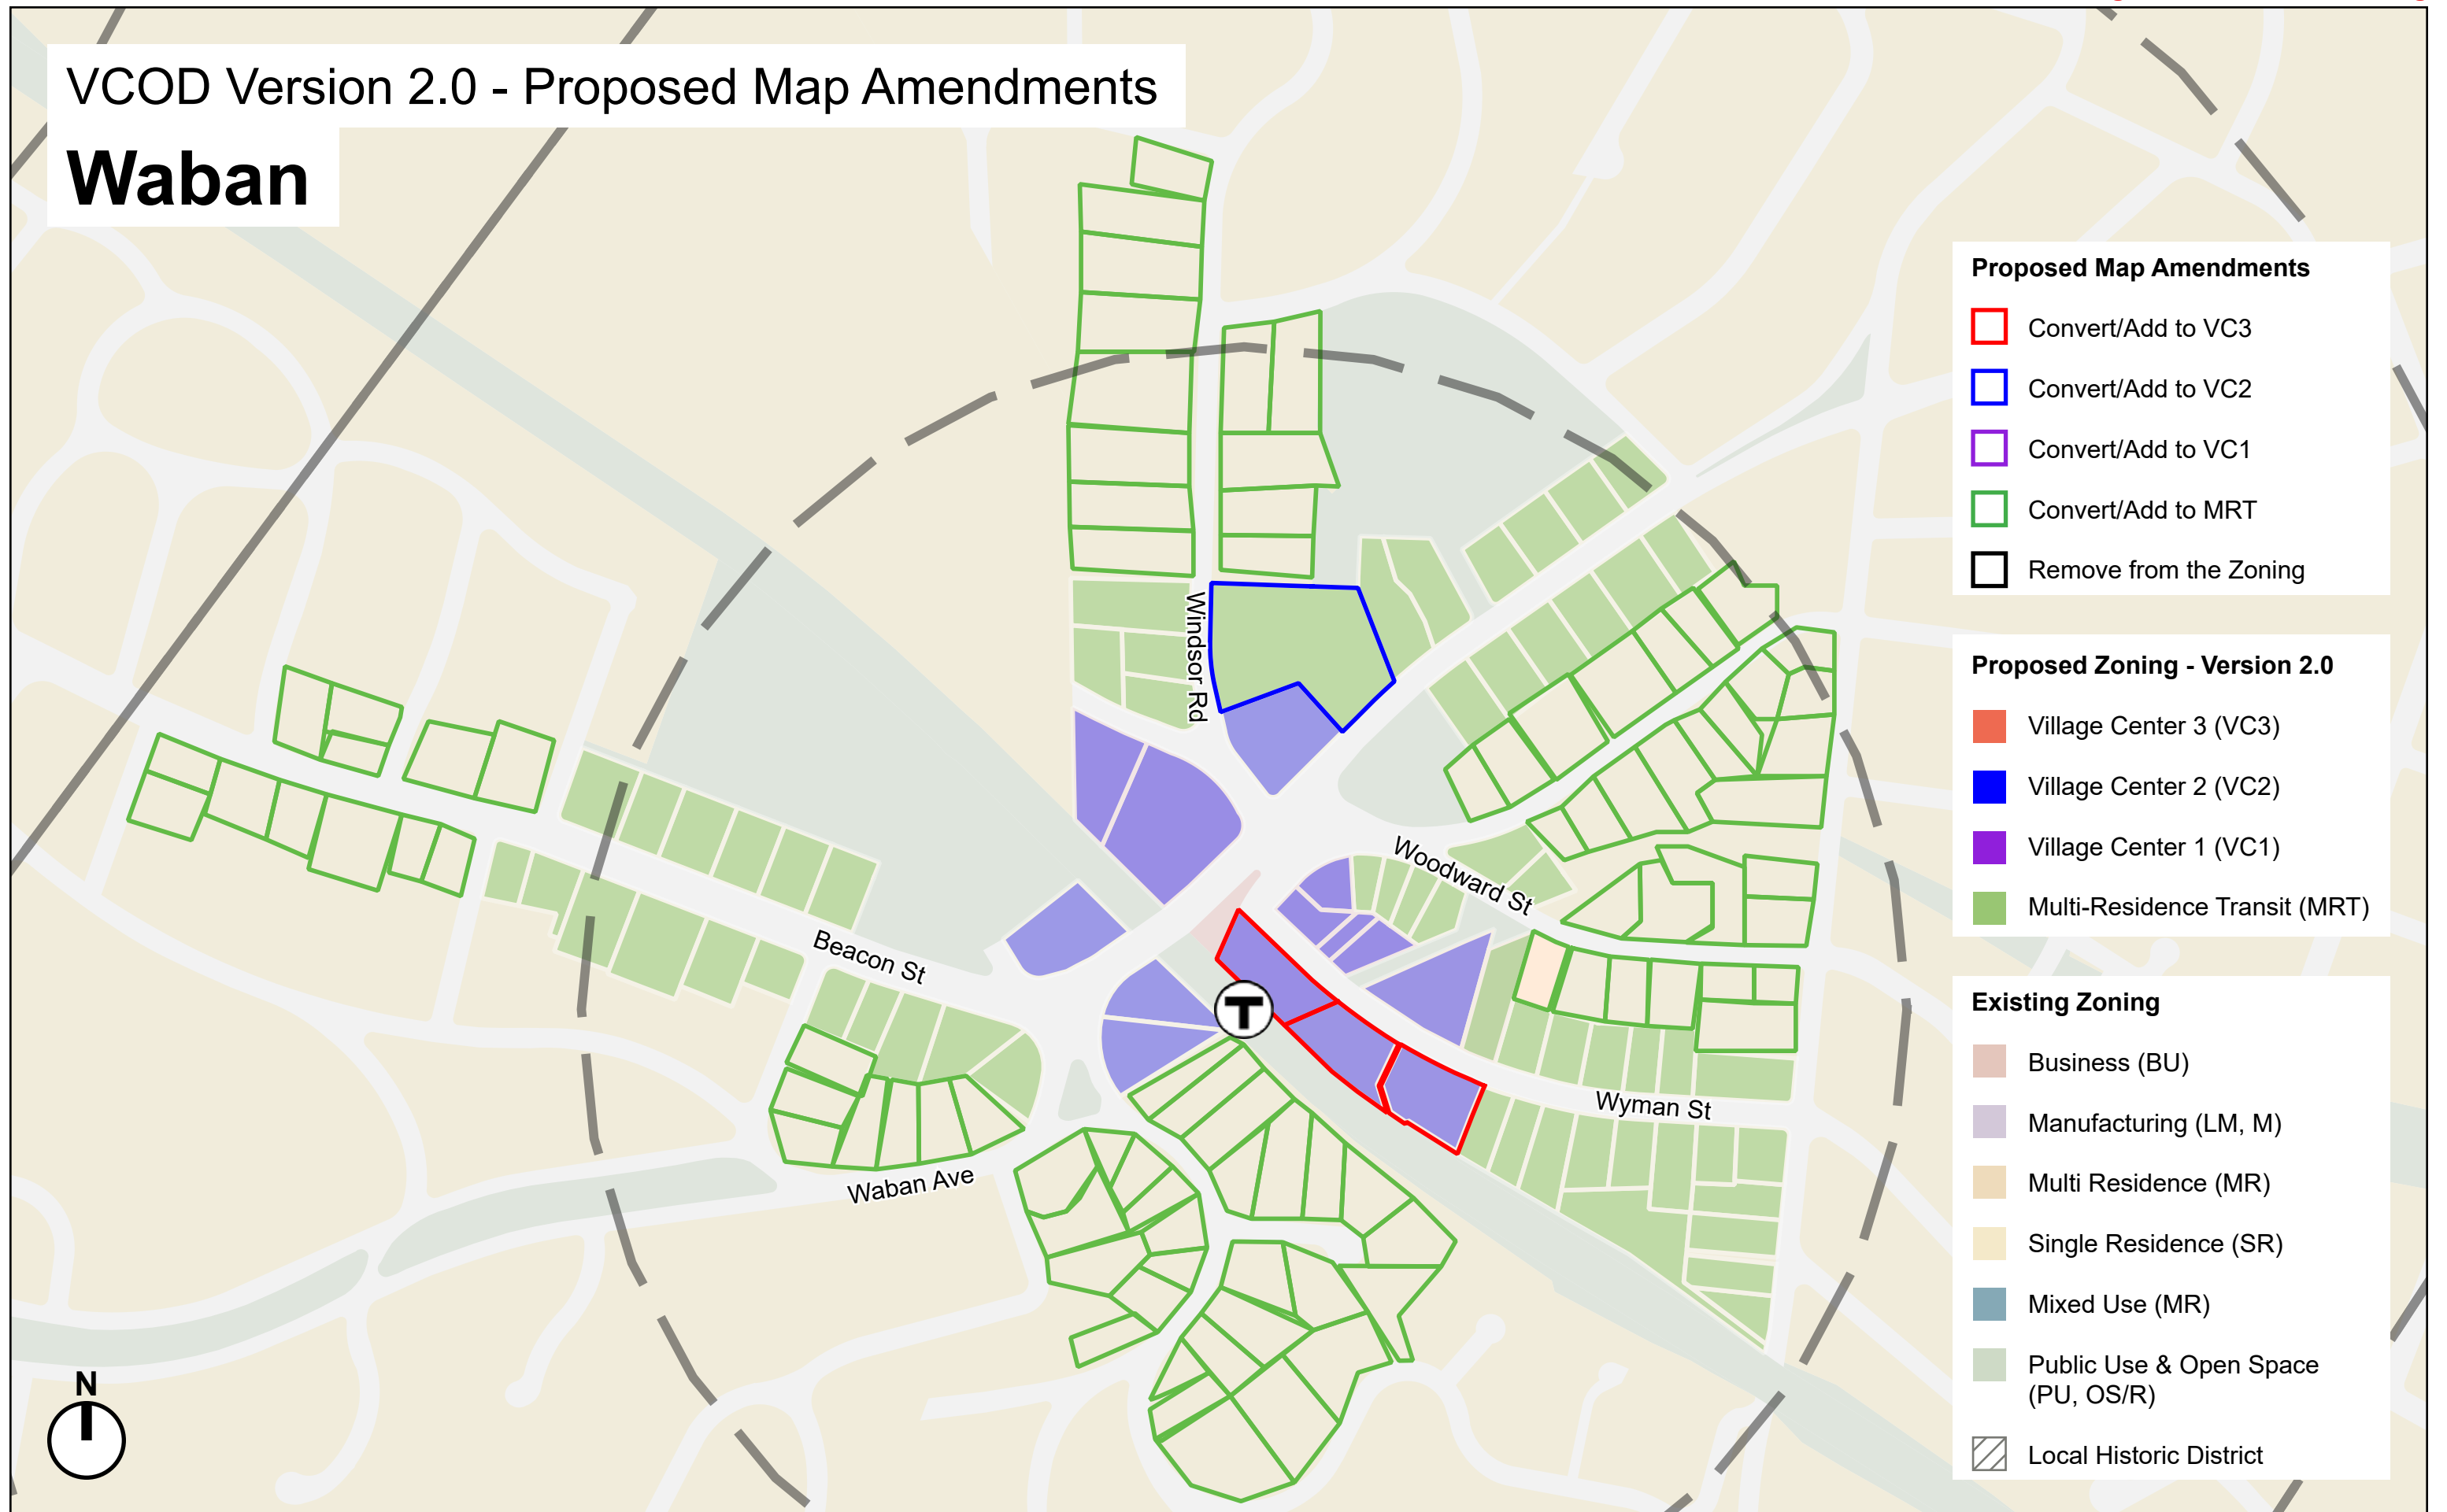 VCOD Version 2.0 - Proposed Map Amendments
Waban
Proposed Map Amendments
Convert/Add to VC3
Convert/Add to VC2
Convert/Add to VC1
Convert/Add to MRT
Remove from the Zoning
Proposed Zoning - Version 2.0
Village Center 3 (VC3)
Village Center 2 (VC2)
Village Center 1 (VC1)
Multi-Residence Transit (MRT)
Existing Zoning
Business (BU)
Manufacturing (LM, M)
Multi Residence (MR)
Single Residence (SR)
Mixed Use (MR)
Public Use & Open Space
(PU, OS/R)
Local Historic District
Windsor Rd
Woodward St
Beacon St
T
Wyman St
Waban Ave
N